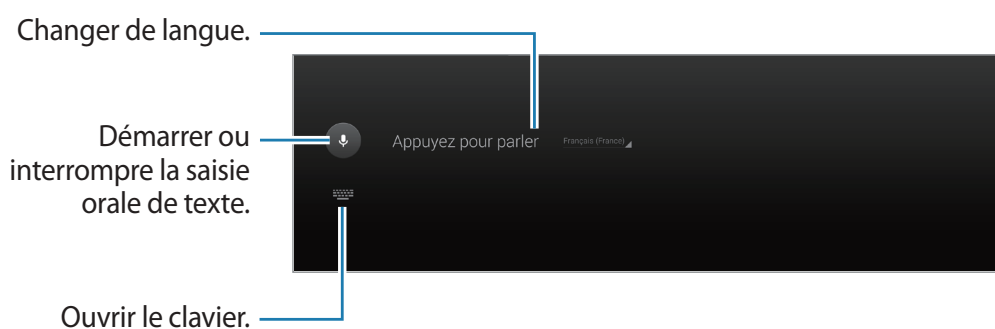 Changer de langue.
Démarrer ou
interrompre la saisie
orale de texte.
Appuyez pour parler
Français (France)
Ouvrir le clavier.